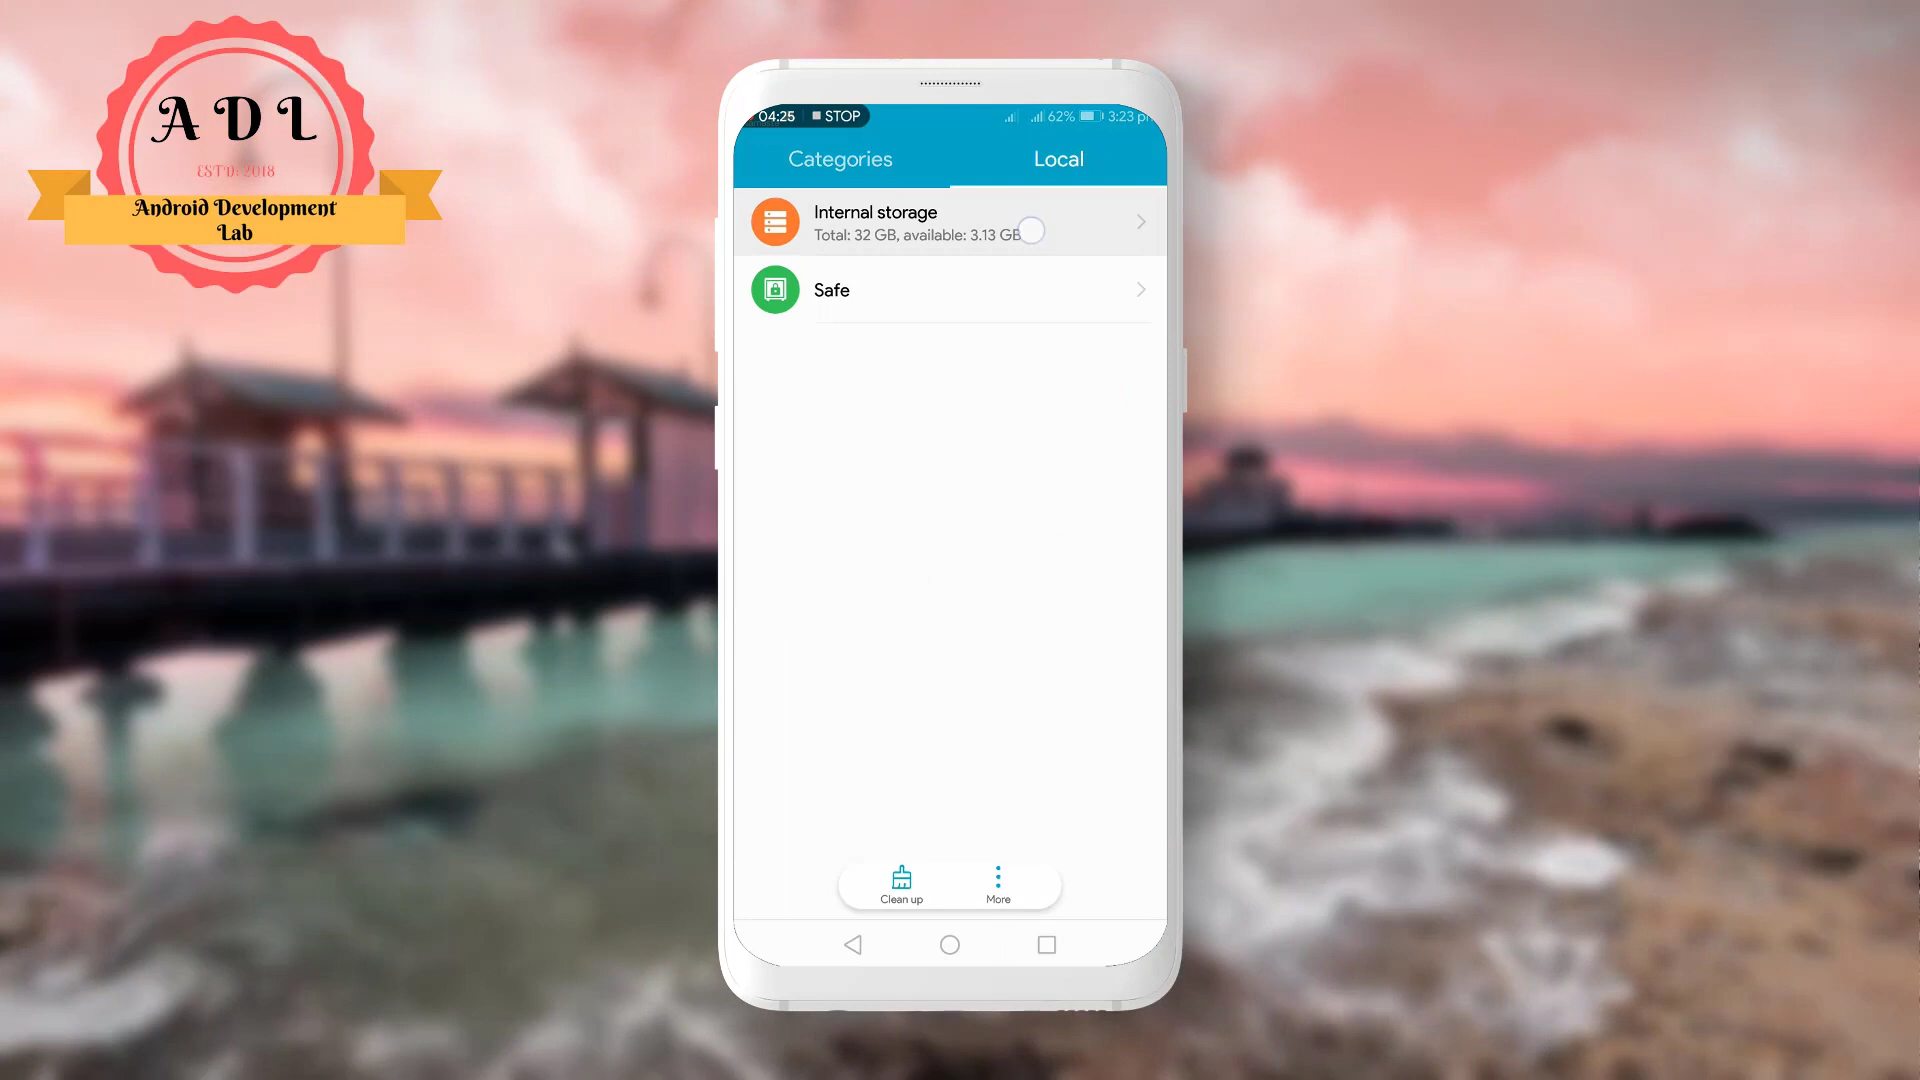 ADL
ESTD: 2018
Android Development
Lab
04:25 STOP 62% 3:23
Categories Local
Internal storage
Total: 32 GB, available: 3.13 GB
Safe
Clean up More